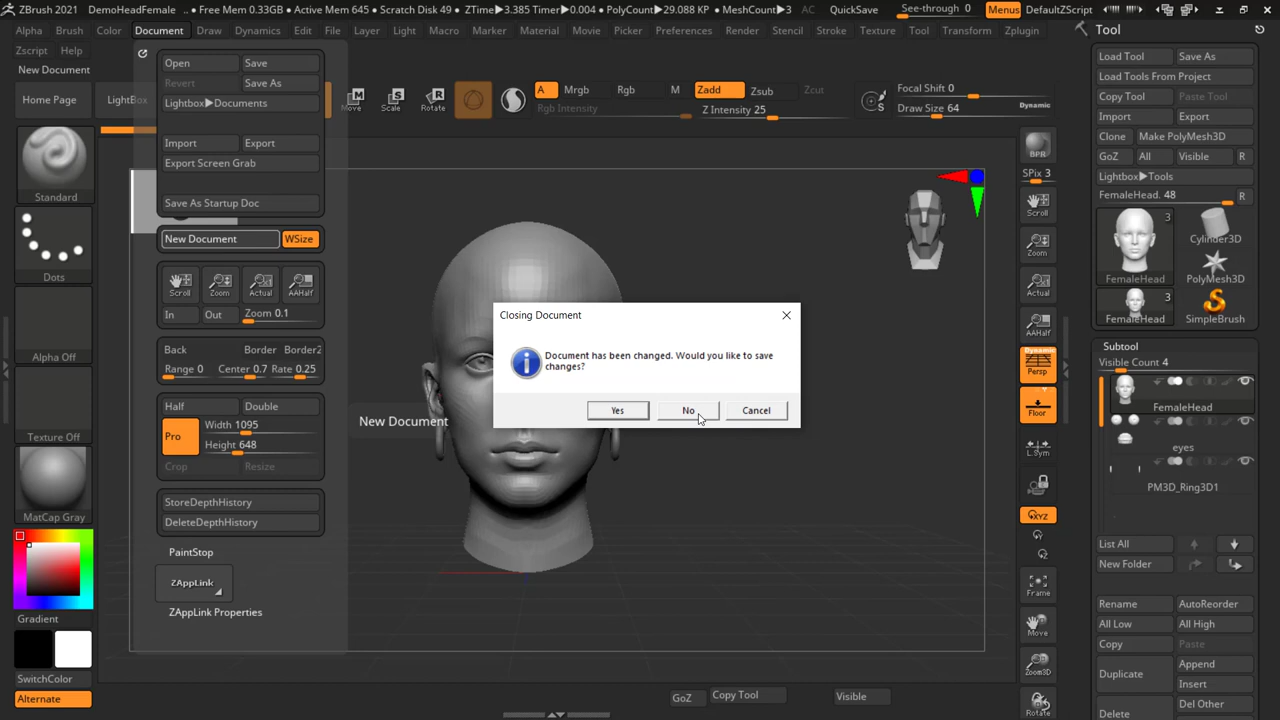 ZBrush 2021 DemoHeadFemale .. • Free Mem 0.33GB • Active Mem 645 • Scratch Disk 49 • ZTime▶3.385 Timer▶0.004 • PolyCount▶29.088 KP • MeshCount▶3 AC QuickSave See-through 0 Menus DefaultZScript
Alpha Brush Color Document Draw Dynamics Edit File Layer Light Macro Marker Material Movie Picker Preferences Render Stencil Stroke Texture Tool Transform Zplugin
Zscript Help
New Document
Home Page LightBox Move Scale Rotate A Mrgb Rgb M Zadd Zsub Zcut Focal Shift 0
Rgb Intensity Z Intensity 25 Draw Size 64 Dynamic
Open Save
Revert Save As
Lightbox▶Documents
Import Export
Export Screen Grab
Save As Startup Doc
New Document WSize
Scroll Zoom Actual AAHalf
In Out Zoom 0.1
Back Border Border2
Range 0 Center 0.7 Rate 0.25
Half Double
Pro Width 1095
Height 648
Crop Resize
StoreDepthHistory
DeleteDepthHistory
PaintStop
ZAppLink
ZAppLink Properties
Standard
Dots
Alpha Off
Texture Off
MatCap Gray
Gradient
SwitchColor
Alternate
New Document
Closing Document
Document has been changed. Would you like to save
changes?
Yes No Cancel
GoZ Copy Tool Visible
BPR
SPix 3
Scroll
Zoom
Actual
AAHalf
Dynamic
Persp
Floor
L.Sym
XYZ
Frame
Move
Zoom3D
Rotate
Tool
Load Tool Save As
Load Tools From Project
Copy Tool Paste Tool
Import Export
Clone Make PolyMesh3D
GoZ All Visible R
Lightbox▶Tools
FemaleHead. 48 R
3 Cylinder3D
FemaleHead PolyMesh3D
3
FemaleHead SimpleBrush
Subtool
Visible Count 4
FemaleHead
eyes
PM3D_Ring3D1
List All
New Folder
Rename AutoReorder
All Low All High
Copy Paste
Duplicate Append
Insert
Delete Del Other